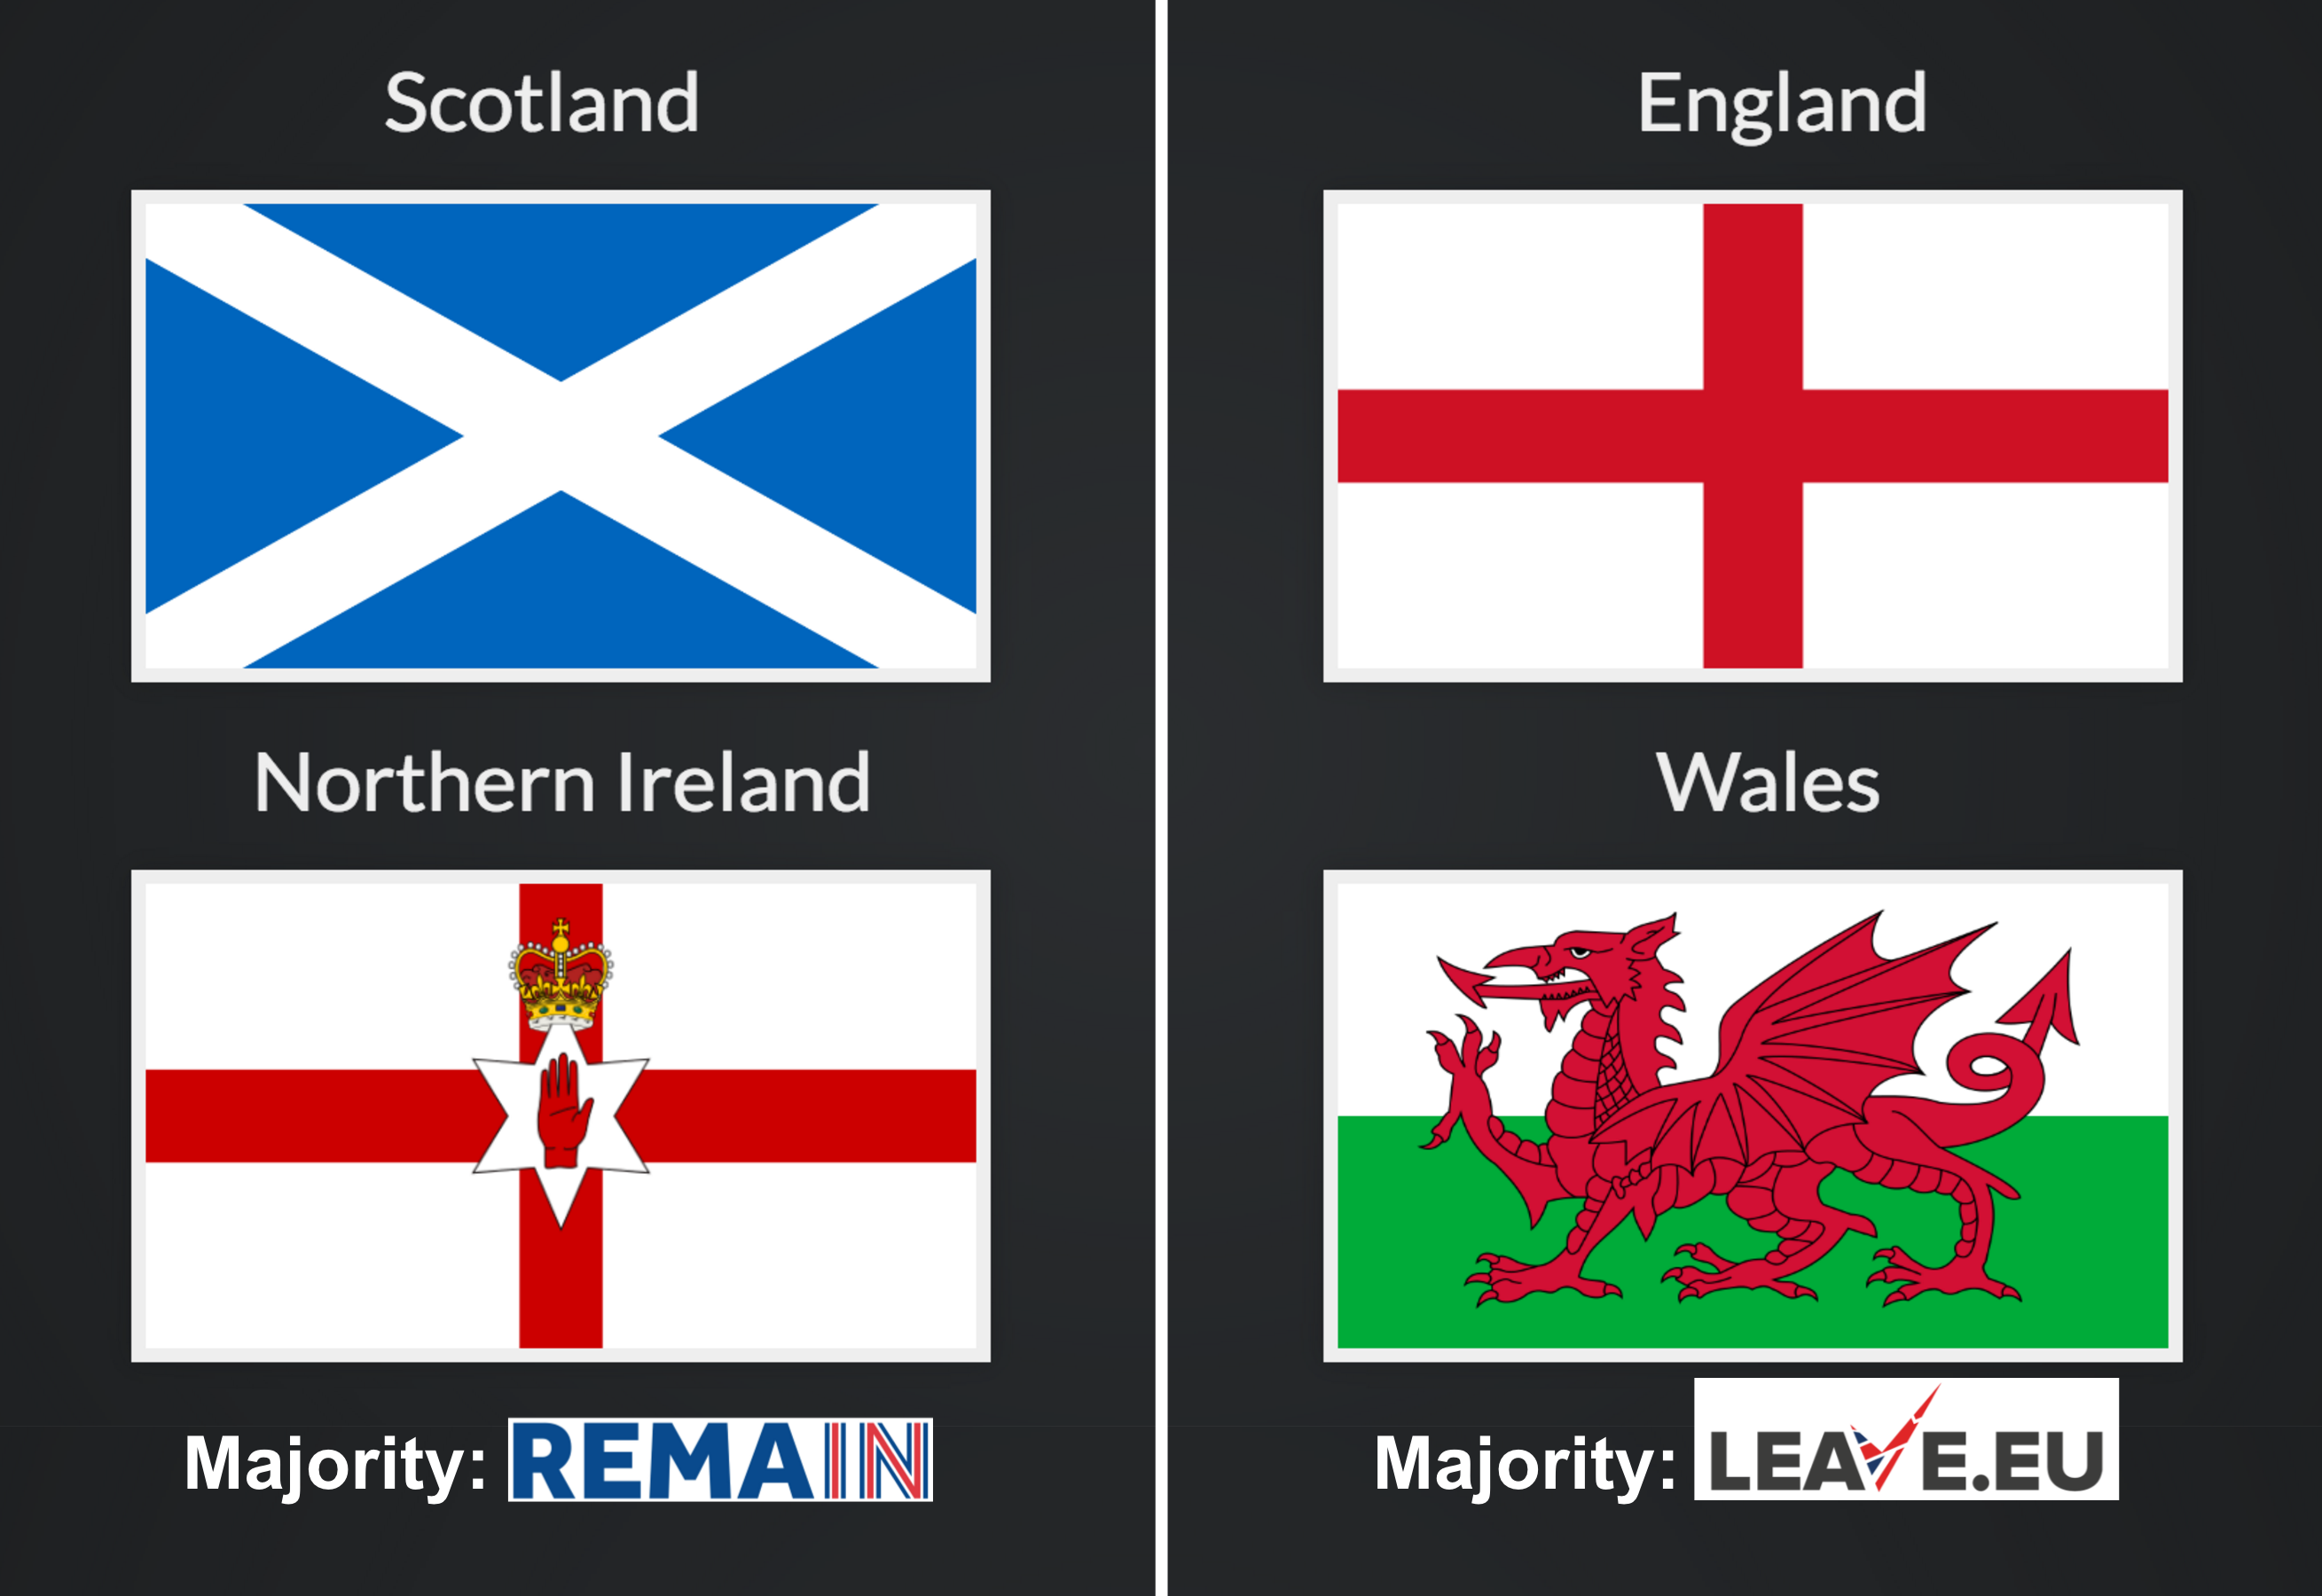 Scotland
Northern Ireland
Majority: REMAIN
England
Wales
Majority: LEAVE.EU